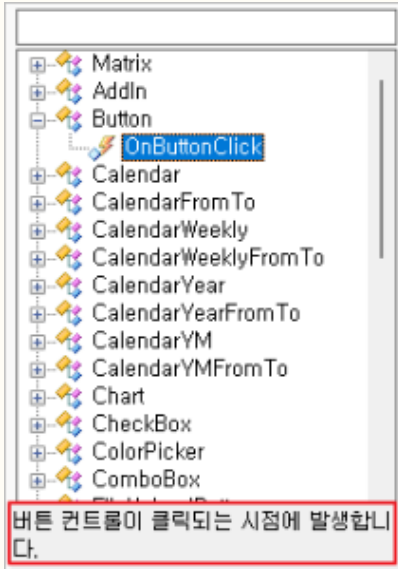 Matrix
AddIn
Button
OnButtonClick
Calendar
CalendarFromTo
CalendarWeekly
CalendarWeeklyFromTo
CalendarYear
CalendarYearFromTo
CalendarYM
CalendarYMFromTo
Chart
CheckBox
ColorPicker
ComboBox
버튼 컨트롤이 클릭되는 시점에 발생합니
다.